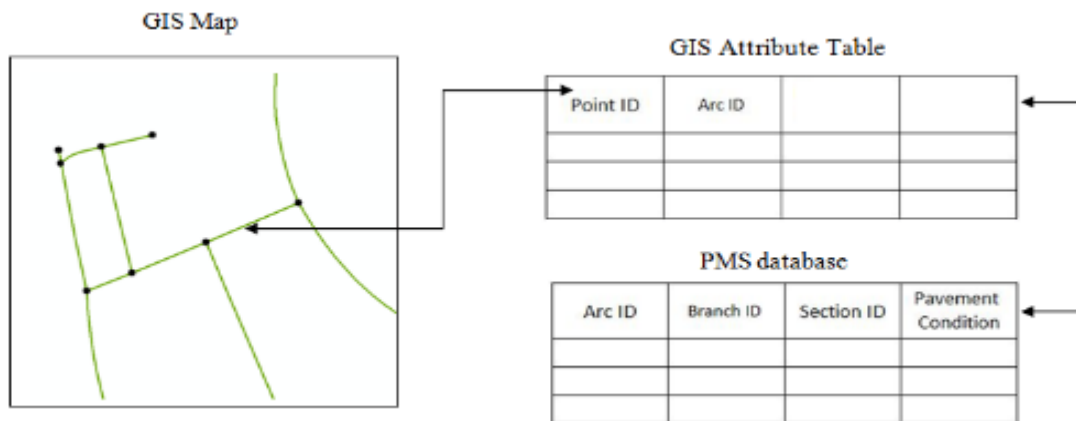 GIS Map
GIS Attribute Table
Point ID Arc ID
PMS database
Arc ID Branch ID Section ID Pavement
Condition